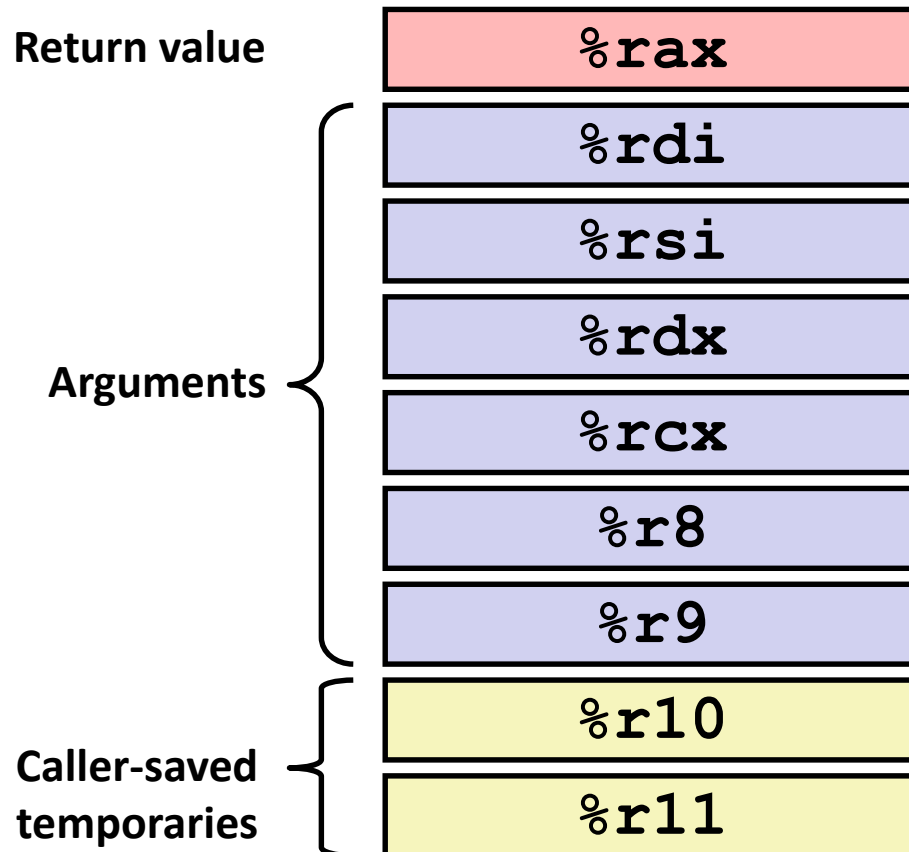 Return value
%rax
%rdi
%rsi
%rdx
Arguments
%rcx
%r8
%r9
%r10
Caller-saved
temporaries
%r11